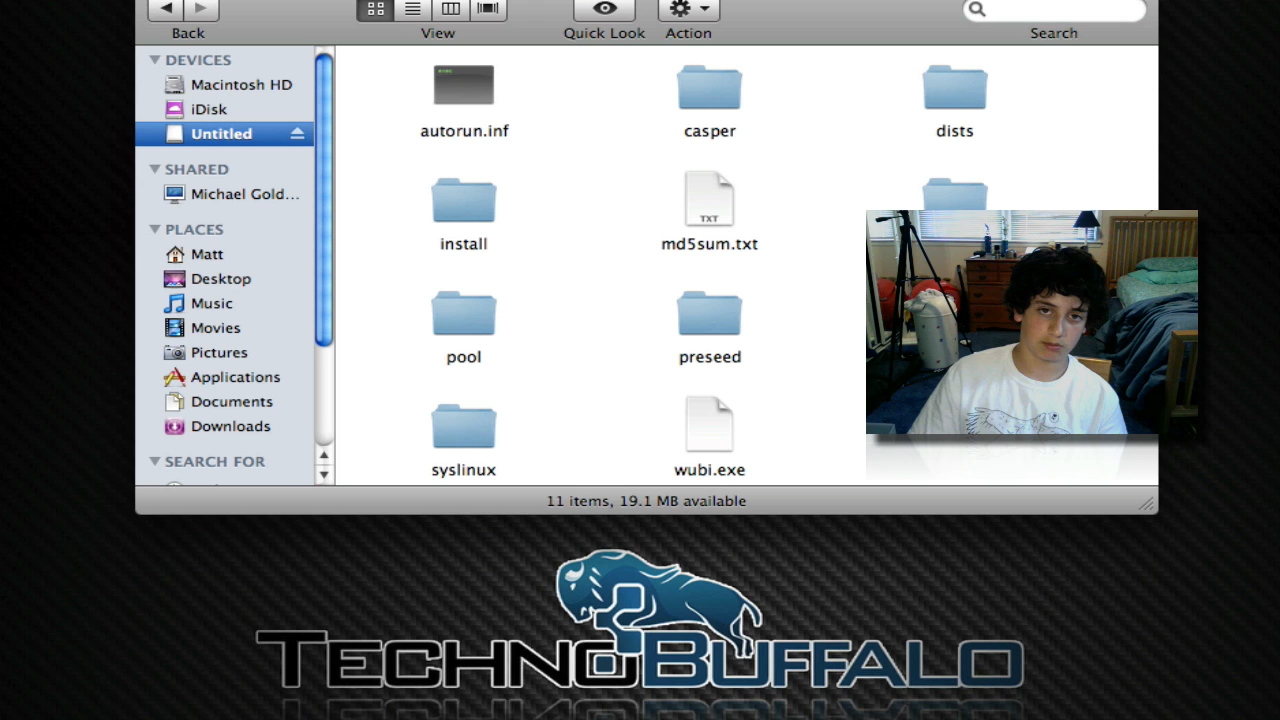 Back
View
Quick Look
Action
Search
DEVICES
Macintosh HD
iDisk
Untitled
SHARED
Michael Gold...
PLACES
Matt
Desktop
Music
Movies
Pictures
Applications
Documents
Downloads
SEARCH FOR
autorun.inf
casper
dists
install
TXT
md5sum.txt
pool
preseed
syslinux
wubi.exe
11 items, 19.1 MB available
TECHNOBUFFALO